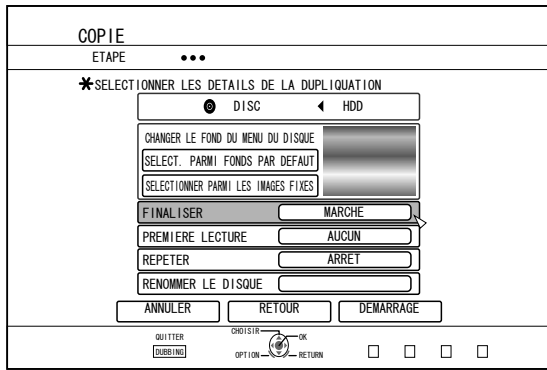 COPIE
ETAPE
SELECTIONNER LES DETAILS DE LA DUPLIQUATION
DISC HDD
CHANGER LE FOND DU MENU DU DISQUE
SELECT. PARMI FONDS PAR DEFAUT
SELECTIONNER PARMI LES IMAGES FIXES
FINALISER MARCHE
PREMIERE LECTURE AUCUN
REPETER ARRET
RENOMMER LE DISQUE
ANNULER RETOUR DEMARRAGE
QUITTER CHOISIR OK
DUBBING OPTION RETURN